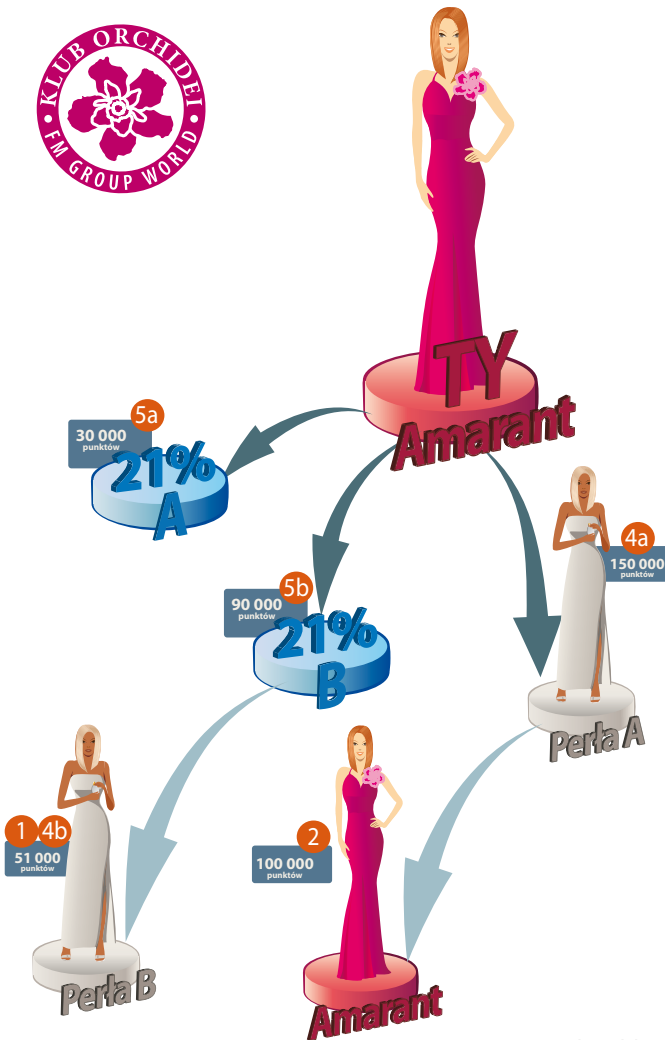 KLUB ORCHIDEI
FM GROUP WORLD
TY
Amarant
5a
30 000
punktów
21%
A
4a
150 000
punktów
5b
90 000
punktów
21%
B
Perła A
1 4b
51 000
punktów
2
100 000
punktów
Perła B
Amarant